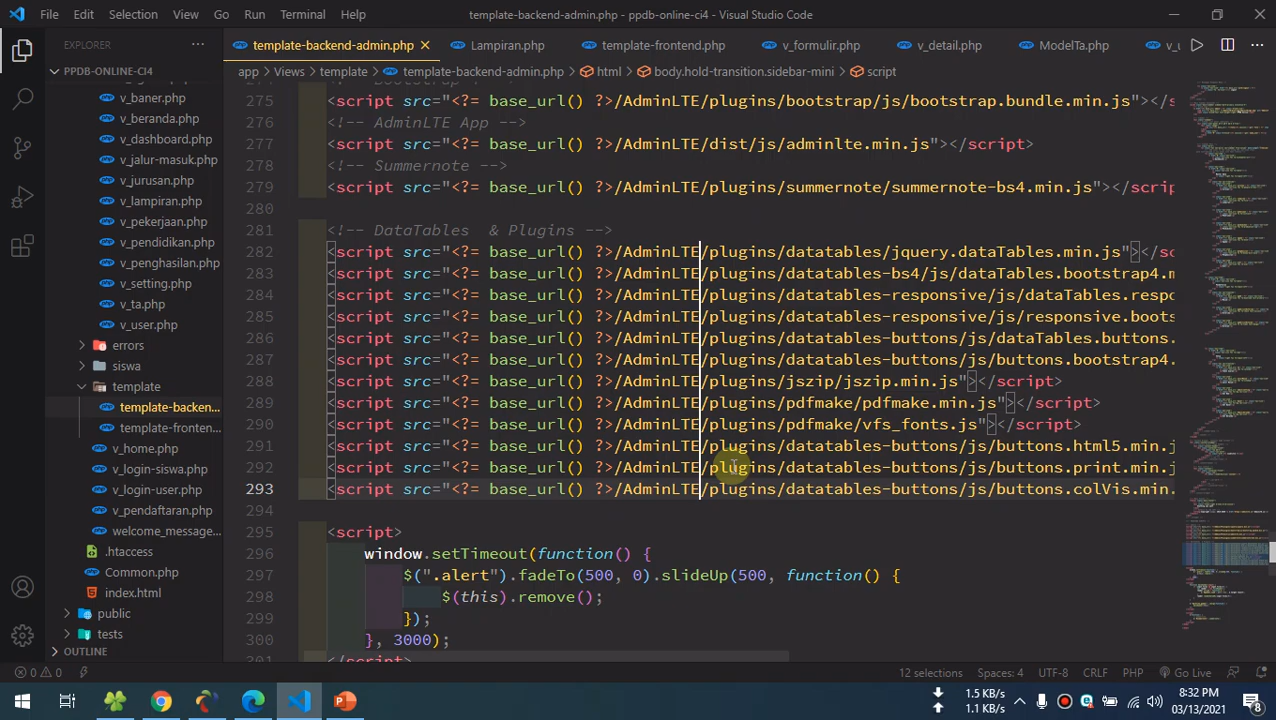 File Edit Selection View Go Run Terminal Help
template-backend-admin.php - ppdb-online-ci4 - Visual Studio Code
EXPLORER
template-backend-admin.php
Lampiran.php
template-frontend.php
v_formulir.php
v_detail.php
ModelTa.php
PPDB-ONLINE-CI4
app > Views > template > template-backend-admin.php > html > body.hold-transition.sidebar-mini > script
v_baner.php
v_beranda.php
v_dashboard.php
v_jalur-masuk.php
v_jurusan.php
v_lampiran.php
v_pekerjaan.php
v_pendidikan.php
v_penghasilan.php
v_setting.php
v_ta.php
v_user.php
errors
siswa
template
template-backen...
template-fronten...
v_home.php
v_login-siswa.php
v_login-user.php
v_pendaftaran.php
welcome_message...
.htaccess
Common.php
index.html
public
tests
OUTLINE
275 <script src="<?= base_url() ?>/AdminLTE/plugins/bootstrap/js/bootstrap.bundle.min.js"></s
276 <!-- AdminLTE App
277 <script src="<?= base_url() ?>/AdminLTE/dist/js/adminlte.min.js"></script>
278 <!-- Summernote -->
279 <script src="<?= base_url() ?>/AdminLTE/plugins/summernote/summernote-bs4.min.js"></scrip
280
281 <!-- DataTables  & Plugins -->
282 <script src="<?= base_url() ?>/AdminLTE/plugins/datatables/jquery.dataTables.min.js"></sc
283 <script src="<?= base_url() ?>/AdminLTE/plugins/datatables-bs4/js/dataTables.bootstrap4.m
284 <script src="<?= base_url() ?>/AdminLTE/plugins/datatables-responsive/js/dataTables.respo
285 <script src="<?= base_url() ?>/AdminLTE/plugins/datatables-responsive/js/responsive.boots
286 <script src="<?= base_url() ?>/AdminLTE/plugins/datatables-buttons/js/dataTables.buttons.
287 <script src="<?= base_url() ?>/AdminLTE/plugins/datatables-buttons/js/buttons.bootstrap4.
288 <script src="<?= base_url() ?>/AdminLTE/plugins/jszip/jszip.min.js"></script>
289 <script src="<?= base_url() ?>/AdminLTE/plugins/pdfmake/pdfmake.min.js"></script>
290 <script src="<?= base_url() ?>/AdminLTE/plugins/pdfmake/vfs_fonts.js"></script>
291 <script src="<?= base_url() ?>/AdminLTE/plugins/datatables-buttons/js/buttons.html5.min.j
292 <script src="<?= base_url() ?>/AdminLTE/plugins/datatables-buttons/js/buttons.print.min.j
293 <script src="<?= base_url() ?>/AdminLTE/plugins/datatables-buttons/js/buttons.colVis.min.
294
295 <script>
296 window.setTimeout(function() {
297 $(".alert").fadeTo(500, 0).slideUp(500, function() {
298 $(this).remove();
299 });
300 }, 3000);
301 </script>
0 0
12 selections
Spaces: 4
UTF-8
CRLF
PHP
Go Live
1.5 KB/s
1.1 KB/s
8:32 PM
03/13/2021
8